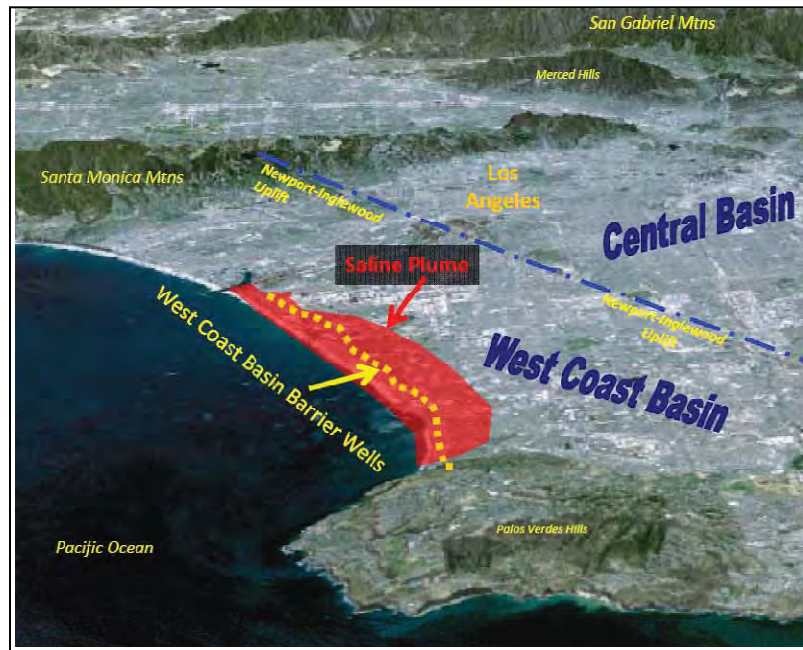 San Gabriel Mtns
Merced Hills
Santa Monica Mtns
Newport-Inglewood
Uplift
Los
Angeles
Central Basin
Saline Plume
Newport-Inglewood
Uplift
West Coast Basin
West Coast Basin Barrier Wells
Pacific Ocean
Palos Verdes Hills